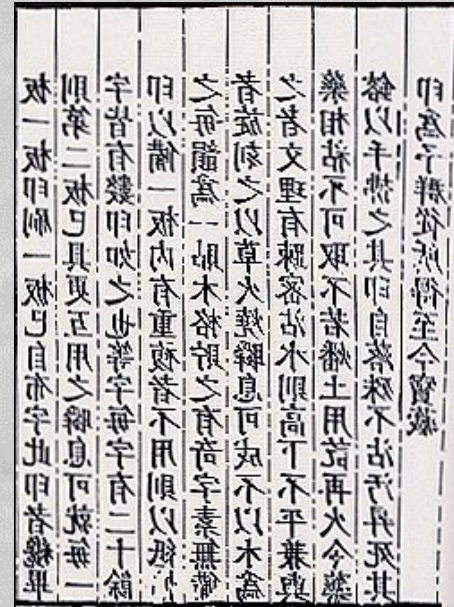 板一板印刷一板已自布字此印者纔畢
則第二板已具更互用之瞬息可就每一
字皆有數印如之也等字每字有二十餘
印以備一板內有重複者不用則以紙
之每韻爲一貼木格貯之有奇字素無備
者旋刻之以草火燒瞬息可成不以木爲
之者文理有踈密沾水則高下不平兼與
藥相粘不可取不若燔土用訖再火令藥
鎔以手拂之其印自落殊不沾汚昇死其
印爲予群從所得至今寶藏